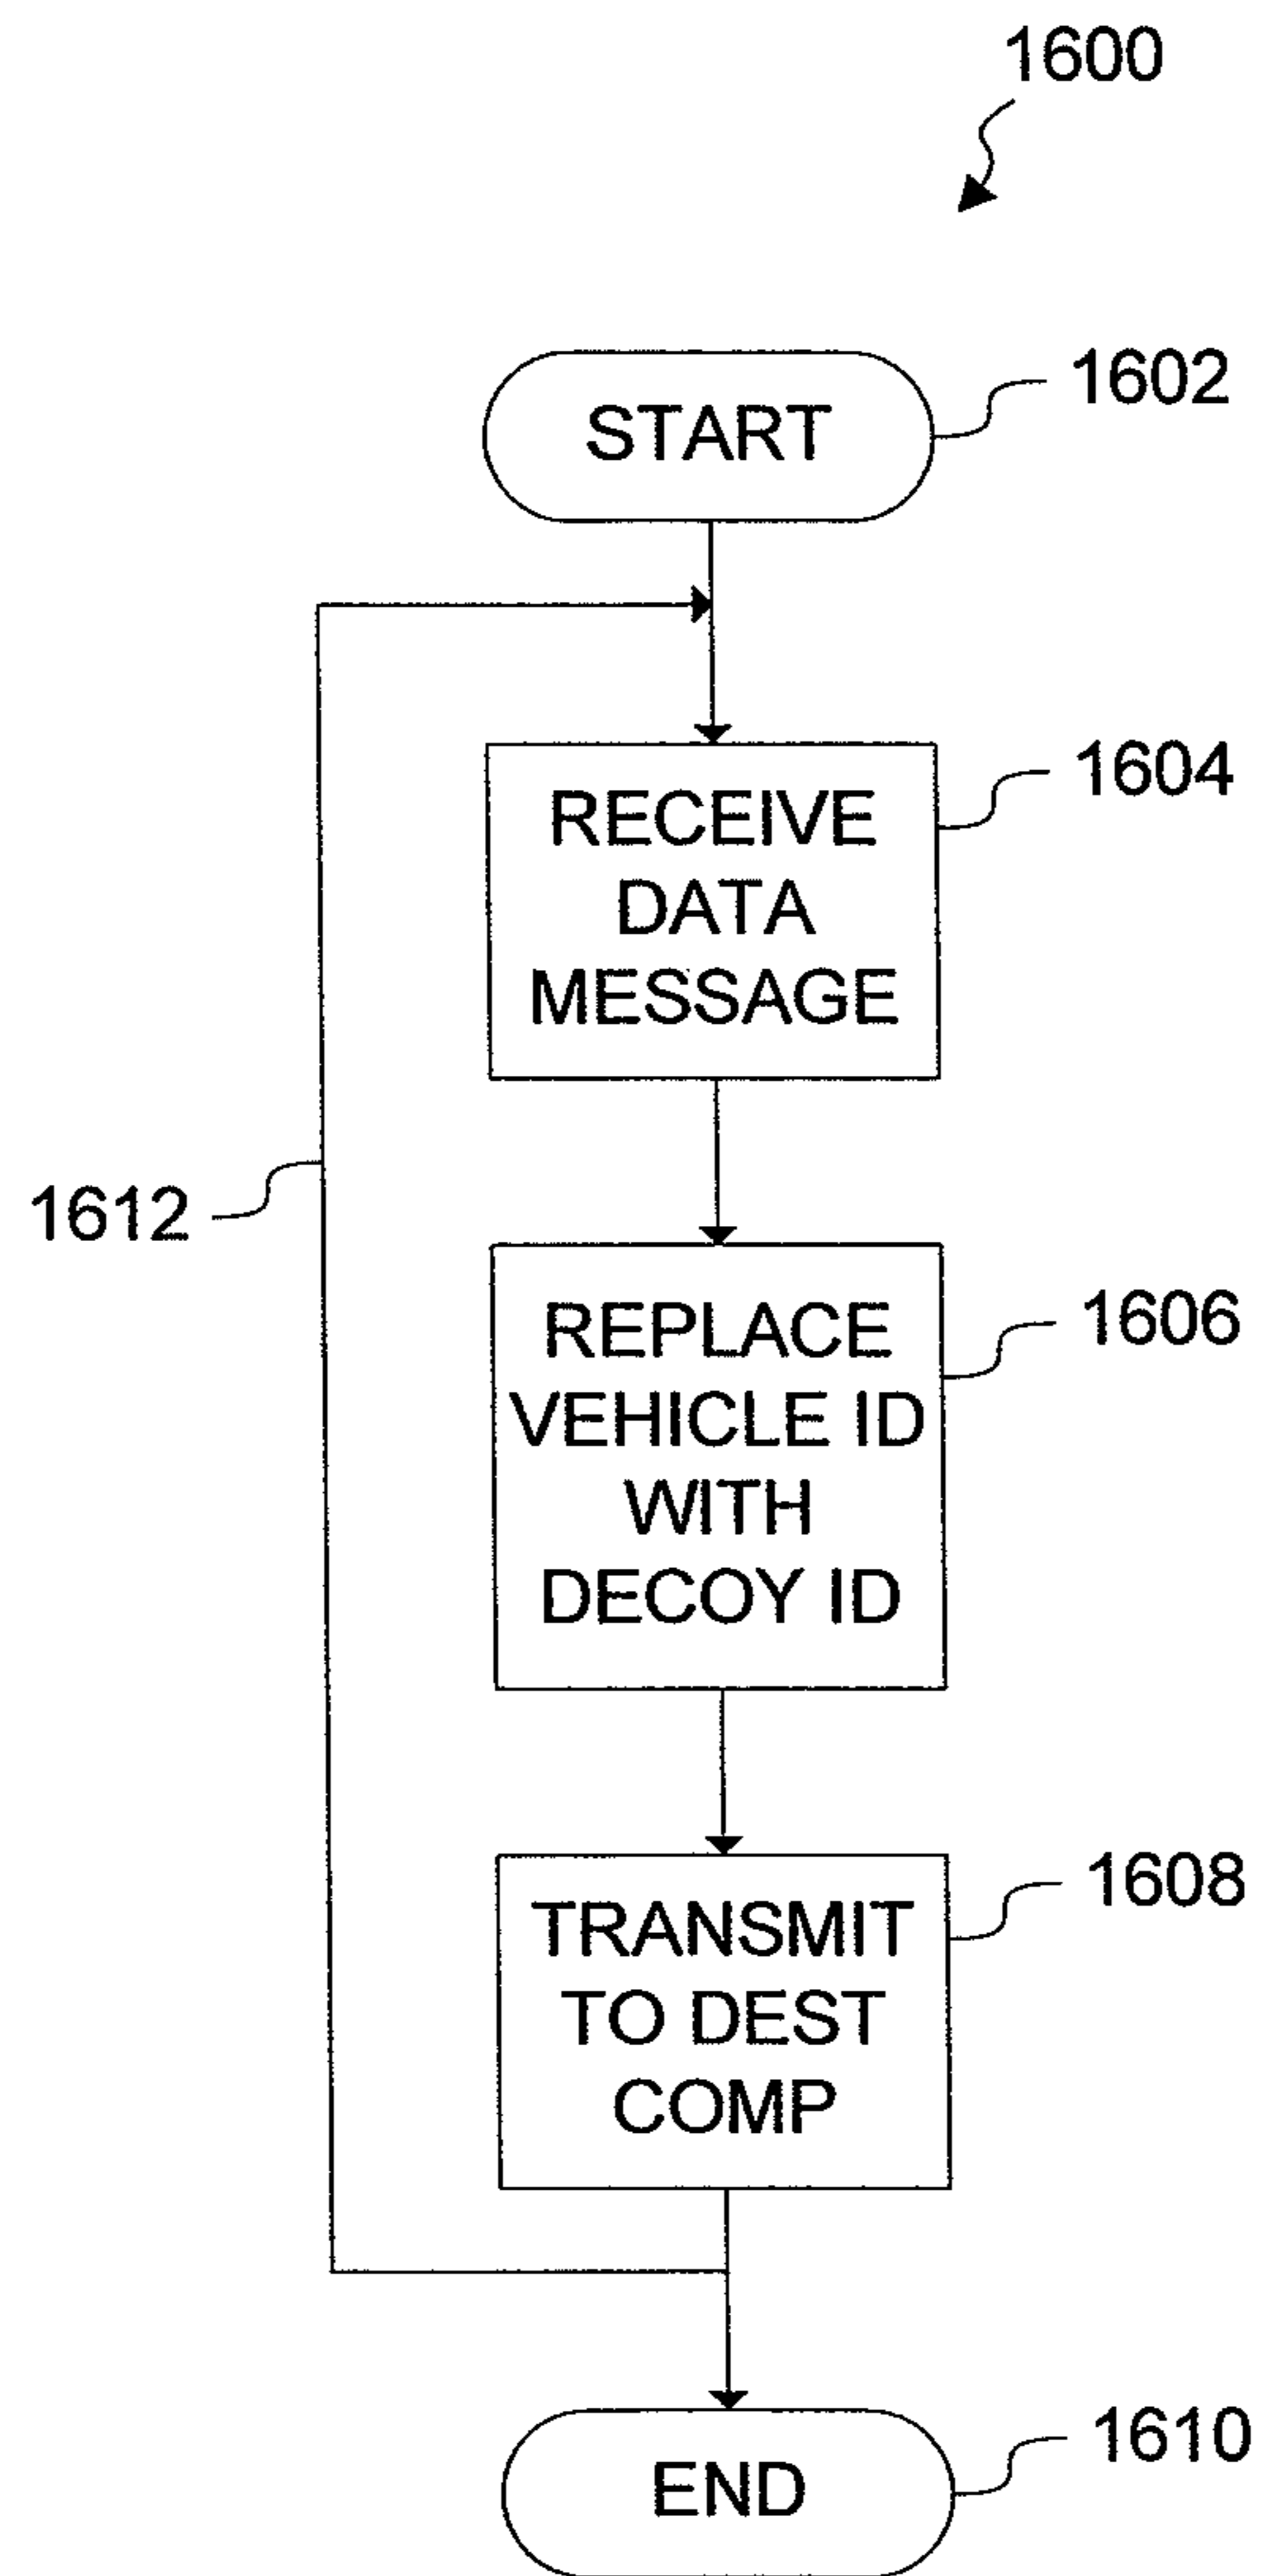 1600
START
1602
RECEIVE
DATA
MESSAGE
1604
1612
REPLACE
VEHICLE ID
WITH
DECOY ID
1606
TRANSMIT
TO DEST
COMP
1608
END
1610